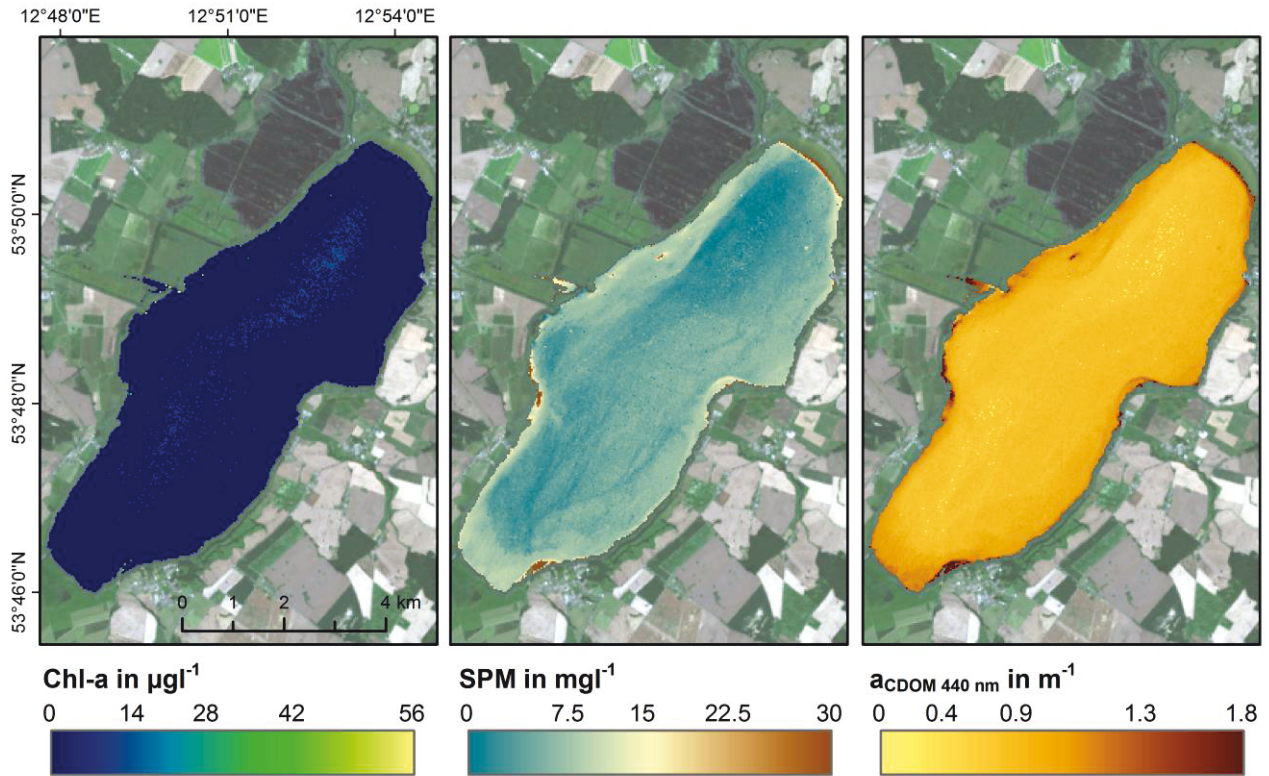 12°48'0"E 12°51'0"E 12°54'0"E
53°50'0"N
53°48'0"N
53°46'0"N
0 1 2 4 km
Chl-a in µgl-1
0 14 28 42 56
SPM in mgl-1
0 7.5 15 22.5 30
aCDOM 440 nm in m-1
0 0.4 0.9 1.3 1.8